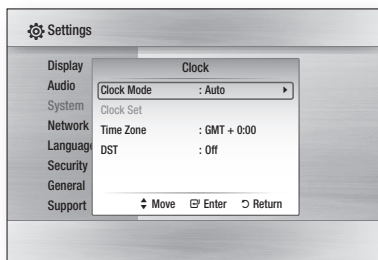 Settings
Display
Audio
System
Network
Language
Security
General
Support
Clock
Clock Mode : Auto
Clock Set
Time Zone : GMT + 0:00
DST : Off
Move Enter Return